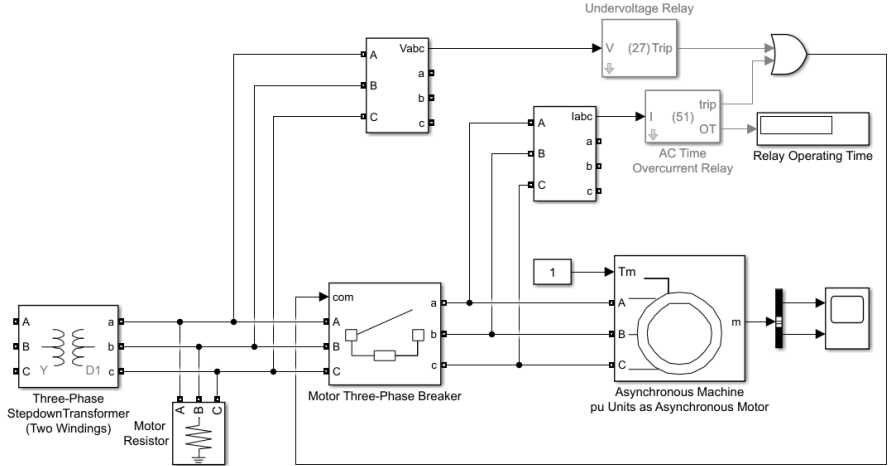 Undervoltage Relay
V (27) Trip
A Vabc
a
B
b
C
c
I (51) trip
OT
AC Time
Overcurrent Relay
Relay Operating Time
A Iabc
a
B
b
C
c
1
Tm
A
B
C
m
Asynchronous Machine
pu Units as Asynchronous Motor
com
A a
B b
C c
Motor Three-Phase Breaker
A a
B b
C c
Y D1
Three-Phase
StepdownTransformer
(Two Windings)
A B C
Motor
Resistor